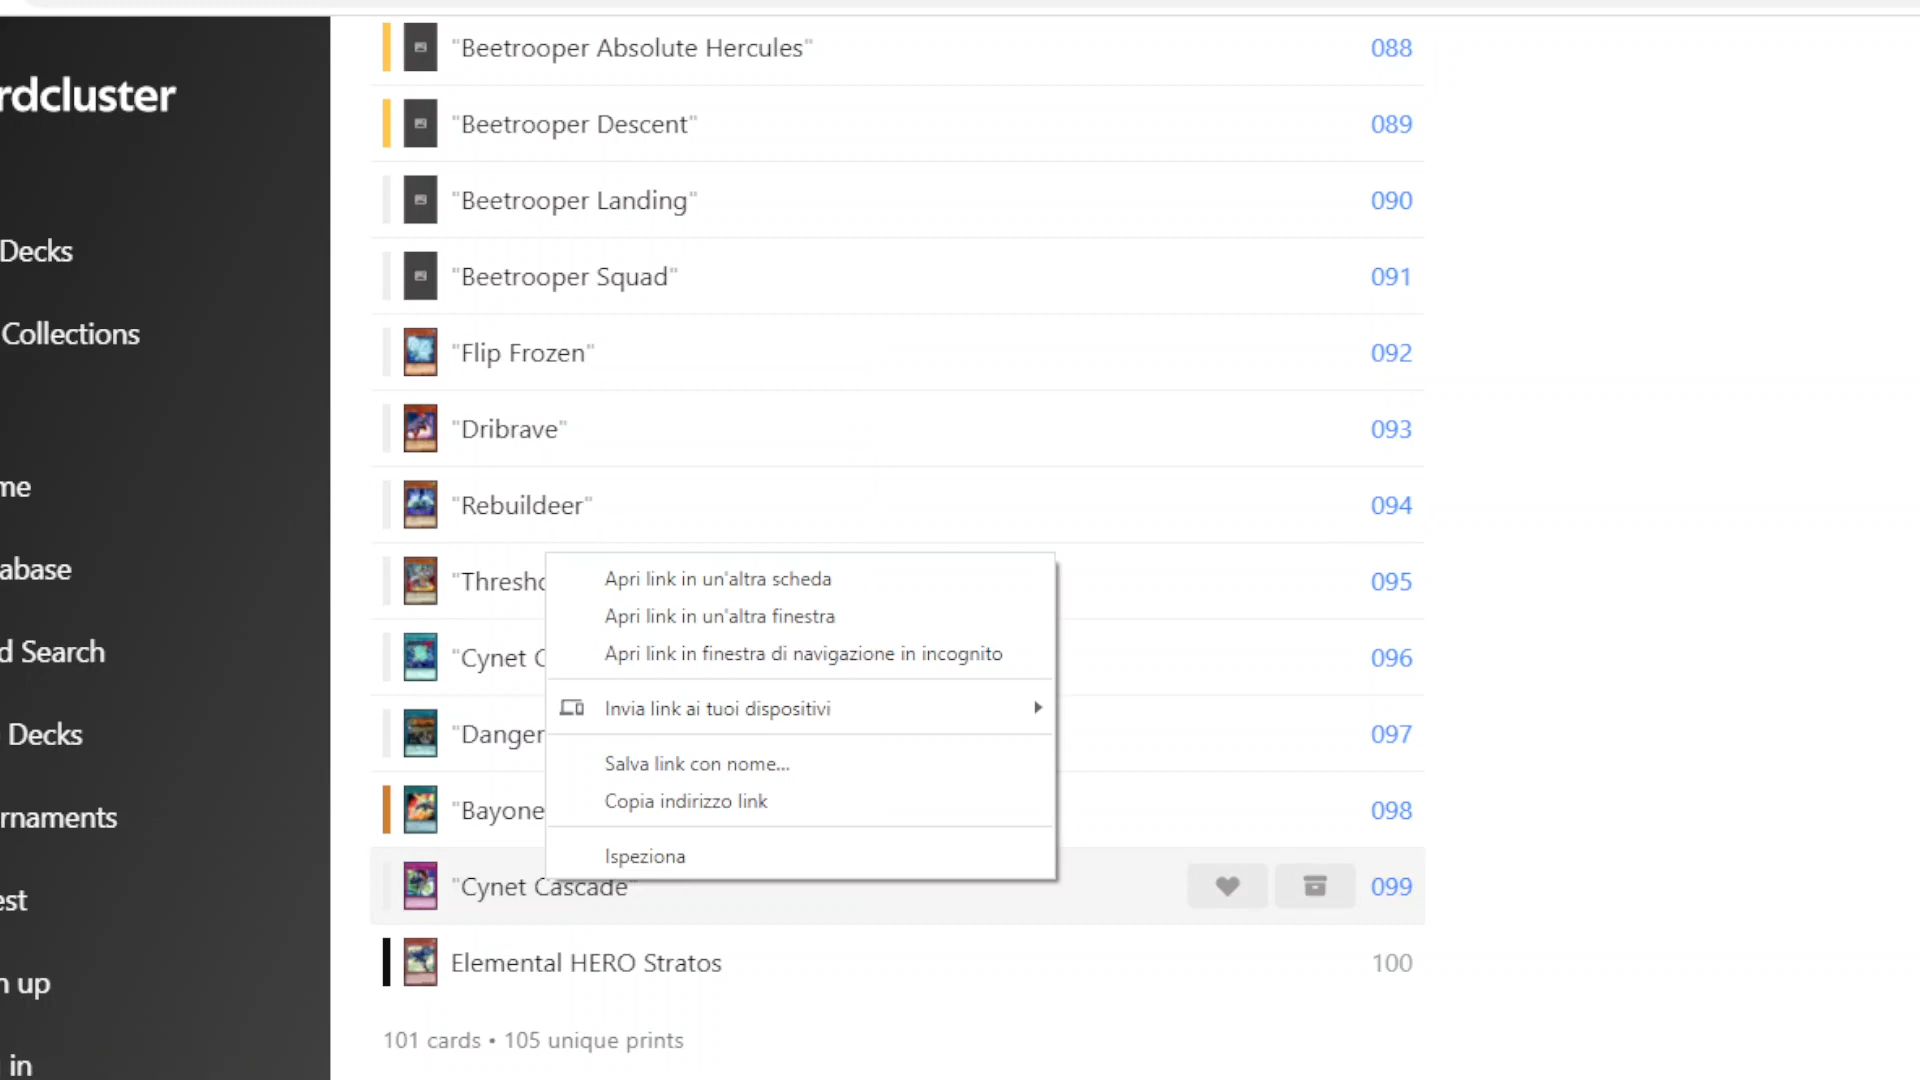 rdcluster
Decks
Collections
me
abase
d Search
Decks
rnaments
est
n up
in
"Beetrooper Absolute Hercules" 088
"Beetrooper Descent" 089
"Beetrooper Landing" 090
"Beetrooper Squad" 091
"Flip Frozen" 092
"Dribrave" 093
"Rebuildeer" 094
"Thresho 095
"Cynet C 096
"Danger 097
"Bayone 098
"Cynet Cascade" 099
Elemental HERO Stratos 100
101 cards • 105 unique prints
Apri link in un'altra scheda
Apri link in un'altra finestra
Apri link in finestra di navigazione in incognito
Invia link ai tuoi dispositivi
Salva link con nome...
Copia indirizzo link
Ispeziona